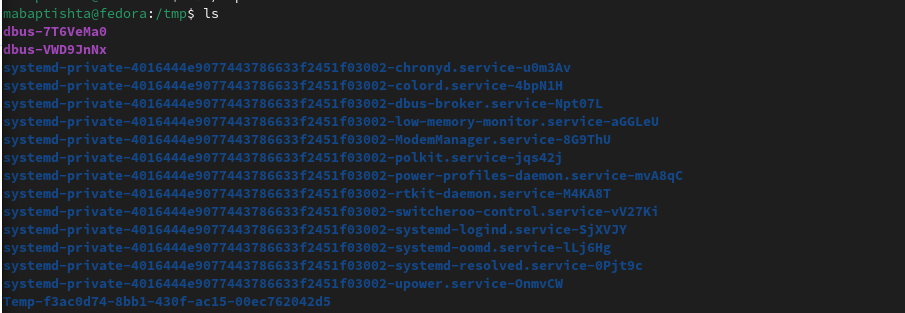 mabaptishta@fedora:/tmp$ ls
dbus-7T6VeMa0
dbus-VWD9JnNx
systemd-private-4016444e9077443786633f2451f03002-chronyd.service-u0m3Av
systemd-private-4016444e9077443786633f2451f03002-colord.service-4bpN1H
systemd-private-4016444e9077443786633f2451f03002-dbus-broker.service-Npt07L
systemd-private-4016444e9077443786633f2451f03002-low-memory-monitor.service-aGGLeU
systemd-private-4016444e9077443786633f2451f03002-ModemManager.service-8G9ThU
systemd-private-4016444e9077443786633f2451f03002-polkit.service-jqs42j
systemd-private-4016444e9077443786633f2451f03002-power-profiles-daemon.service-mvA8qC
systemd-private-4016444e9077443786633f2451f03002-rtkit-daemon.service-M4KA8T
systemd-private-4016444e9077443786633f2451f03002-switcheroo-control.service-vV27Ki
systemd-private-4016444e9077443786633f2451f03002-systemd-logind.service-SjXVJY
systemd-private-4016444e9077443786633f2451f03002-systemd-oomd.service-lLj6Hg
systemd-private-4016444e9077443786633f2451f03002-systemd-resolved.service-0Pjt9c
systemd-private-4016444e9077443786633f2451f03002-upower.service-OnmvCW
Temp-f3ac0d74-8bb1-430f-ac15-00ec762042d5